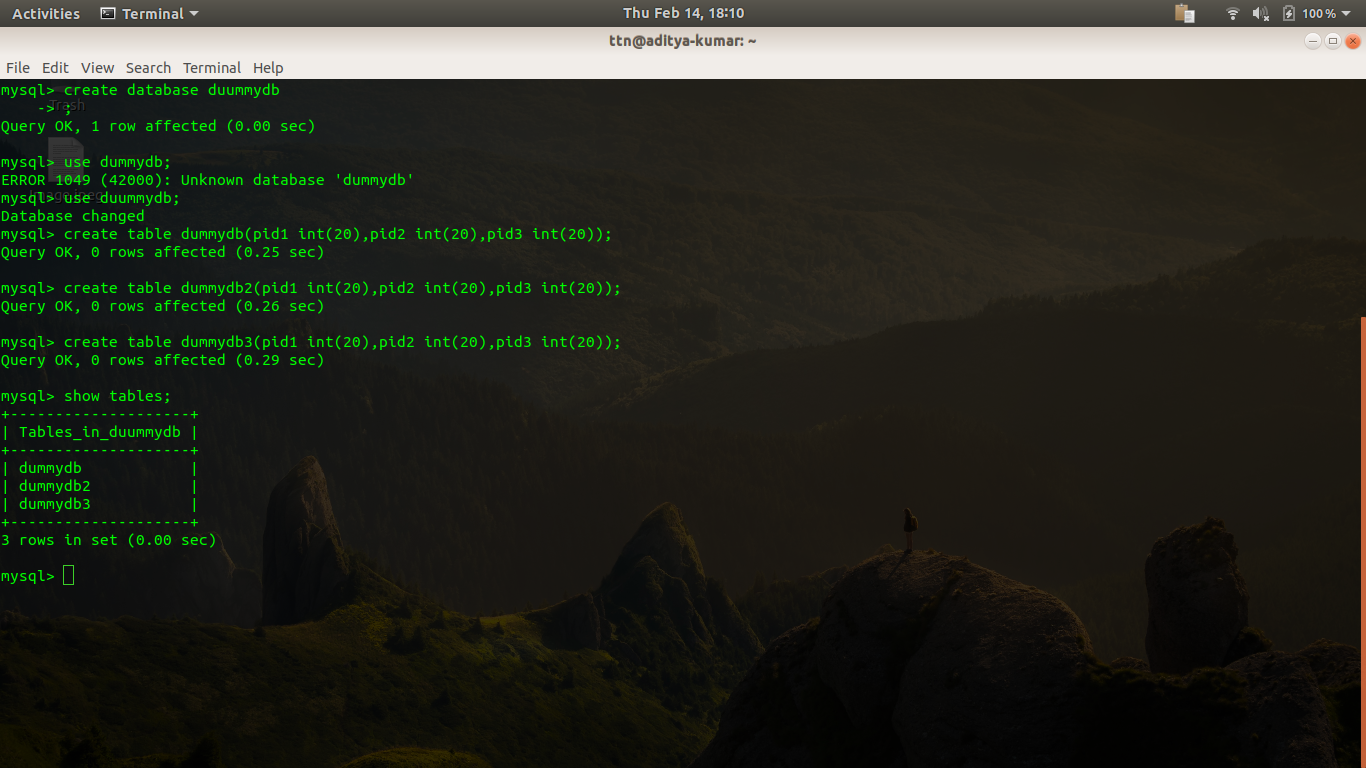 Activities Terminal Thu Feb 14, 18:10 100%
ttn@aditya-kumar: ~
File Edit View Search Terminal Help
mysql> create database duummydb
Trash
-> ;
Query OK, 1 row affected (0.00 sec)
mysql> use dummydb;
ERROR 1049 (42000): Unknown database 'dummydb'
mysql> use duummydb;
Database changed
mysql> create table dummydb(pid1 int(20),pid2 int(20),pid3 int(20));
Query OK, 0 rows affected (0.25 sec)
mysql> create table dummydb2(pid1 int(20),pid2 int(20),pid3 int(20));
Query OK, 0 rows affected (0.26 sec)
mysql> create table dummydb3(pid1 int(20),pid2 int(20),pid3 int(20));
Query OK, 0 rows affected (0.29 sec)
mysql> show tables;
+--------------------+
| Tables_in_duummydb |
+--------------------+
| dummydb            |
| dummydb2           |
| dummydb3           |
+--------------------+
3 rows in set (0.00 sec)
mysql>